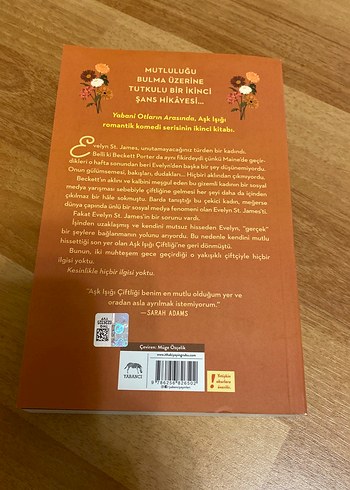 MUTLULUĞU
BULMA ÜZERİNE
TUTKULU BİR İKİNCİ
ŞANS HİKÂYESİ...
Yabani Otların Arasında, Aşk Işığı
romantik komedi serisinin ikinci kitabı.
Evelyn St. James, unutamayacağınız türden bir kadındı.
Belli ki Beckett Porter da aynı fikirdeydi çünkü Maine'de geçir-
dikleri o hafta sonundan beri Evelyn'den başka bir şey düşünemiyordu.
Onun gülümsemesi, bakışları, dudakları... Hiçbiri aklından çıkmıyordu.
Beckett'ın aklını ve kalbini meşgul eden bu gizemli kadının bir sosyal
medya yarışması sebebiyle çiftliğine gelmesi her şeyi daha da içinden
çıkılmaz bir hâle sokmuştu. Barda tanıştığı bu çekici kadın, meğerse
dünya çapında ünlü bir sosyal medya fenomeni olan Evelyn St. James'ti.
Fakat Evelyn St. James'in bir sorunu vardı.
İşinden uzaklaşmış ve kendini mutsuz hisseden Evelyn, "gerçek"
bir şeylere bağlanmanın yolunu arıyordu. Bu nedenle kendini mutlu
hissettiği son yer olan Aşk Işığı Çiftliği'ne geri dönmüştü.
Bunun, iki muhteşem gece geçirdiği o yakışıklı çiftçiyle hiçbir
ilgisi yoktu.
Kesinlikle hiçbir ilgisi yoktu.
"Aşk Işığı Çiftliği benim en mutlu olduğum yer ve
oradan asla ayrılmak istemiyorum."
—SARAH ADAMS
Çeviren: Müge Özçelik
YABANCI
9 786256 826502